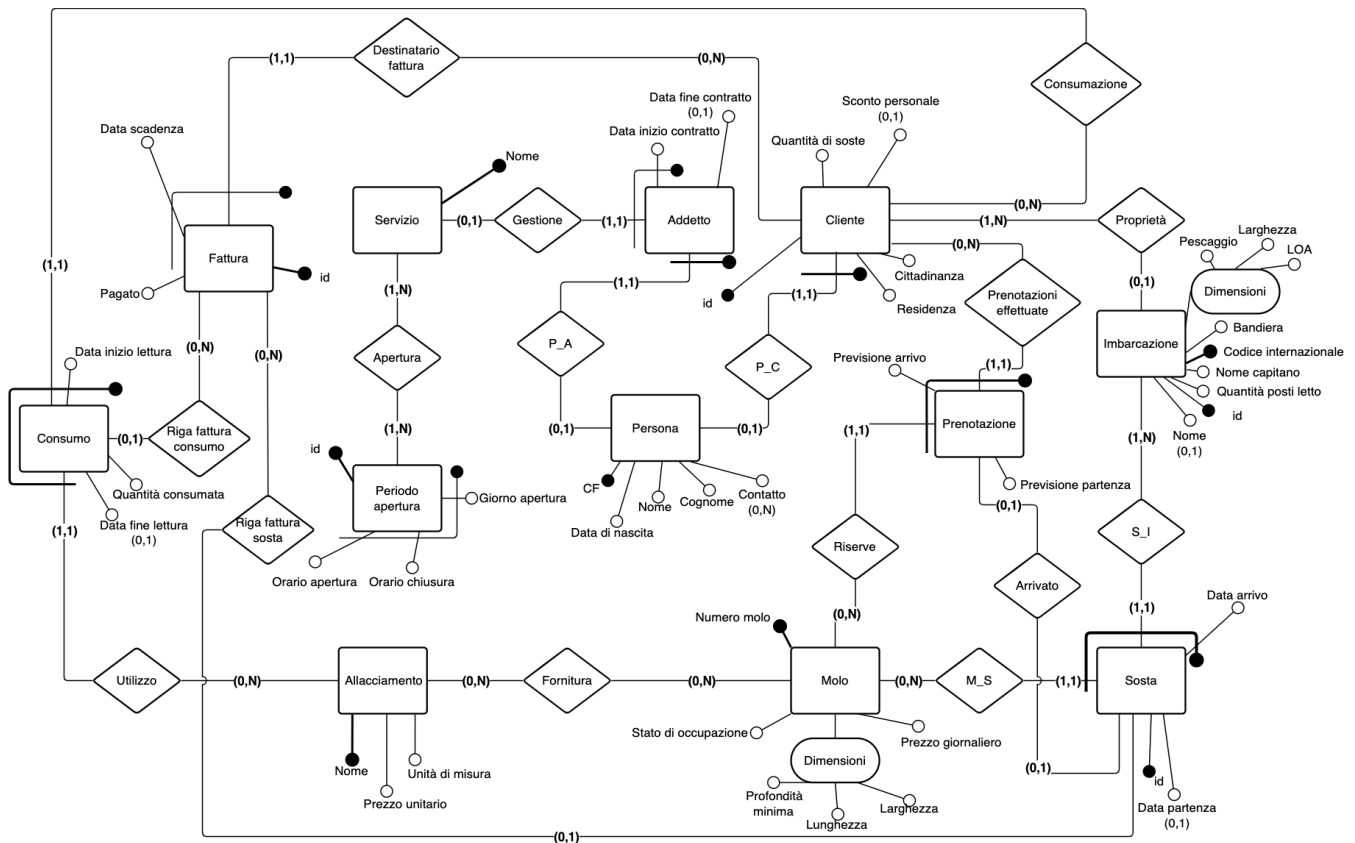 Destinatario
fattura
(1,1)
(0,N)
Consumazione
Data fine contratto
(0,1)
Sconto personale
(0,1)
Data inizio contratto
Quantità di soste
Data scadenza
Nome
Servizio
(0,1)
Gestione
(1,1)
Addetto
Cliente
(0,N)
(1,N)
Proprietà
Fattura
id
Pagato
(1,1)
(0,N)
Cittadinanza
Residenza
id
(1,1)
(1,1)
Pescaggio
Larghezza
LOA
Dimensioni
(0,1)
(1,N)
Prenotazioni
effettuate
Bandiera
Codice internazionale
Imbarcazione
Nome capitano
Quantità posti letto
id
Nome
(0,1)
(0,N)
(0,N)
Apertura
P_A
P_C
Previsione arrivo
(1,1)
Data inizio lettura
Consumo
(0,1)
Riga fattura
consumo
(1,N)
(0,1)
Persona
(0,1)
(1,1)
Prenotazione
(1,N)
id
Periodo
apertura
Giorno apertura
CF
Nome
Cognome
Contatto
(0,N)
Data di nascita
Previsione partenza
Quantità consumata
Data fine lettura
(0,1)
(1,1)
Riga fattura
sosta
(0,1)
S_I
Riserve
Orario apertura
Orario chiusura
Arrivato
Numero molo
(0,N)
(1,1)
Data arrivo
Utilizzo
(0,N)
Allacciamento
(0,N)
Fornitura
(0,N)
Molo
(0,N)
M_S
(1,1)
Sosta
Stato di occupazione
Prezzo giornaliero
Nome
Unità di misura
Prezzo unitario
Dimensioni
(0,1)
id
Profondità
minima
Larghezza
Lunghezza
Data partenza
(0,1)
(0,1)